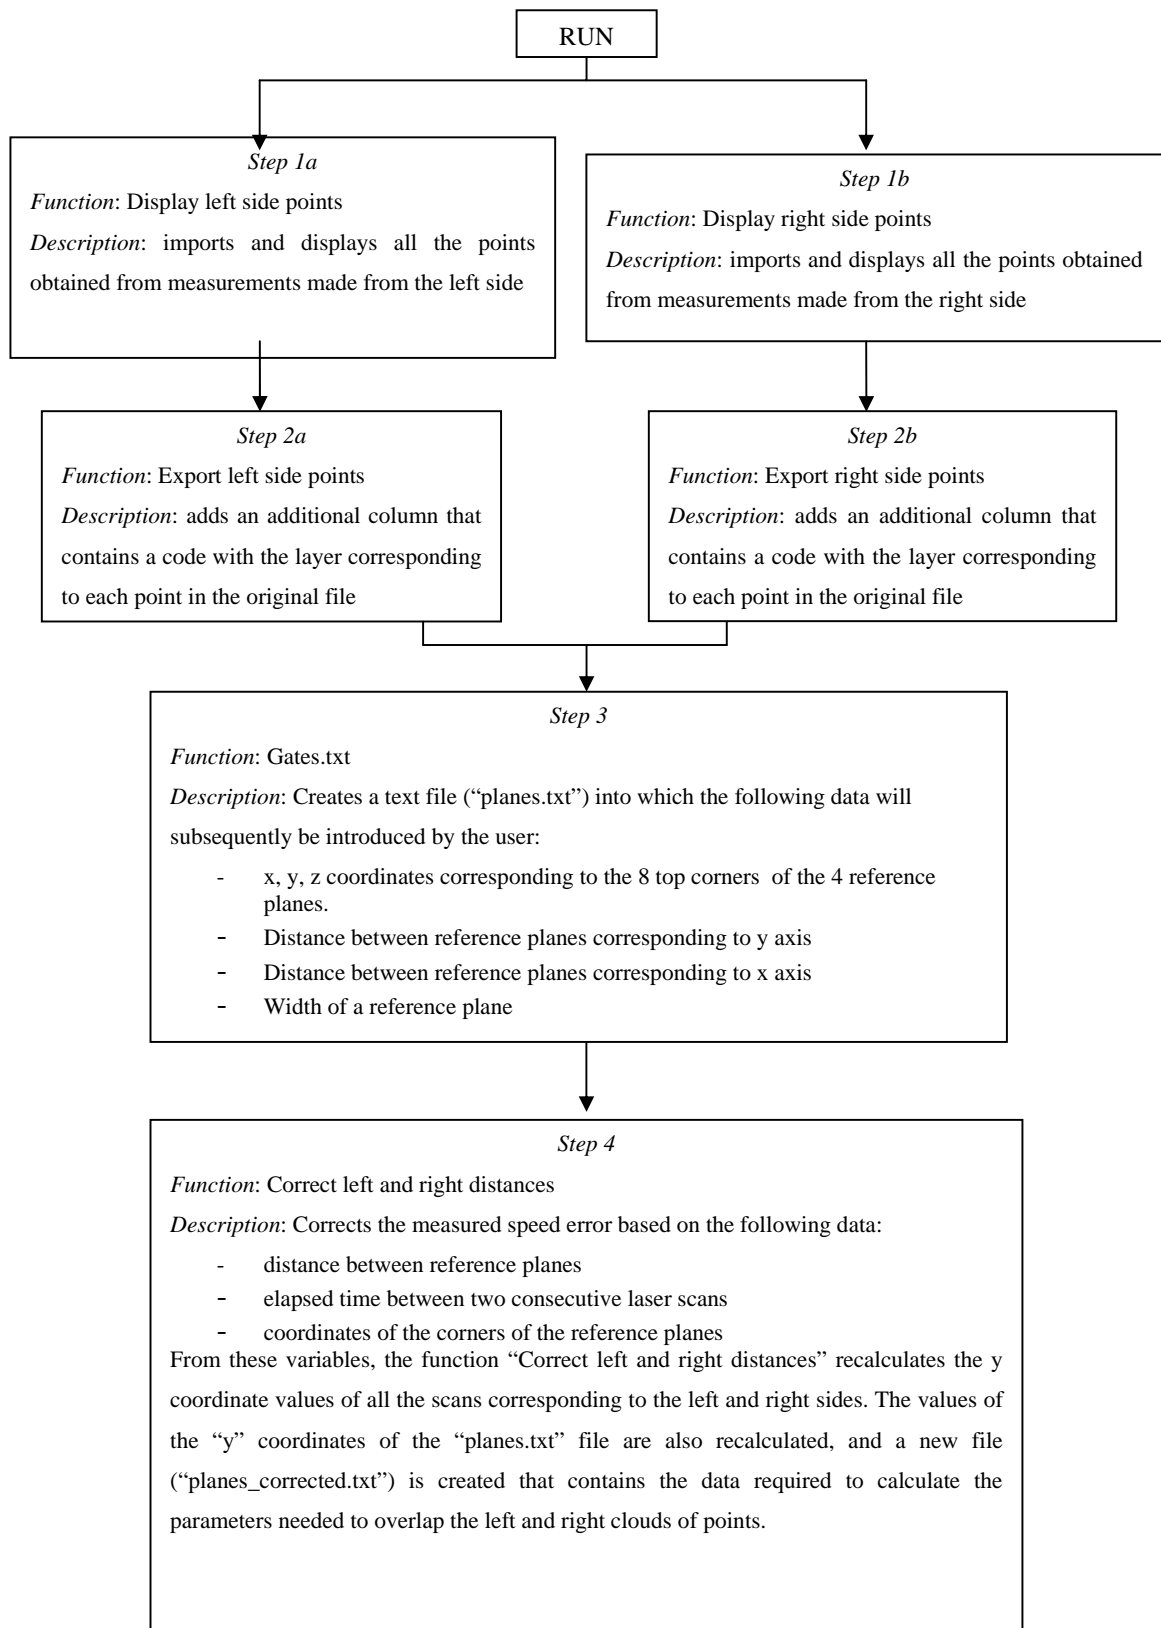 RUN
Step 1a
Function: Display left side points
Description: imports and displays all the points
obtained from measurements made from the left side
Step 1b
Function: Display right side points
Description: imports and displays all the points obtained
from measurements made from the right side
Step 2a
Function: Export left side points
Description: adds an additional column that
contains a code with the layer corresponding
to each point in the original file
Step 2b
Function: Export right side points
Description: adds an additional column that
contains a code with the layer corresponding
to each point in the original file
Step 3
Function: Gates.txt
Description: Creates a text file (“planes.txt”) into which the following data will
subsequently be introduced by the user:
- x, y, z coordinates corresponding to the 8 top corners of the 4 reference
planes.
- Distance between reference planes corresponding to y axis
- Distance between reference planes corresponding to x axis
- Width of a reference plane
Step 4
Function: Correct left and right distances
Description: Corrects the measured speed error based on the following data:
- distance between reference planes
- elapsed time between two consecutive laser scans
- coordinates of the corners of the reference planes
From these variables, the function “Correct left and right distances” recalculates the y
coordinate values of all the scans corresponding to the left and right sides. The values of
the “y” coordinates of the “planes.txt” file are also recalculated, and a new file
(“planes_corrected.txt”) is created that contains the data required to calculate the
parameters needed to overlap the left and right clouds of points.